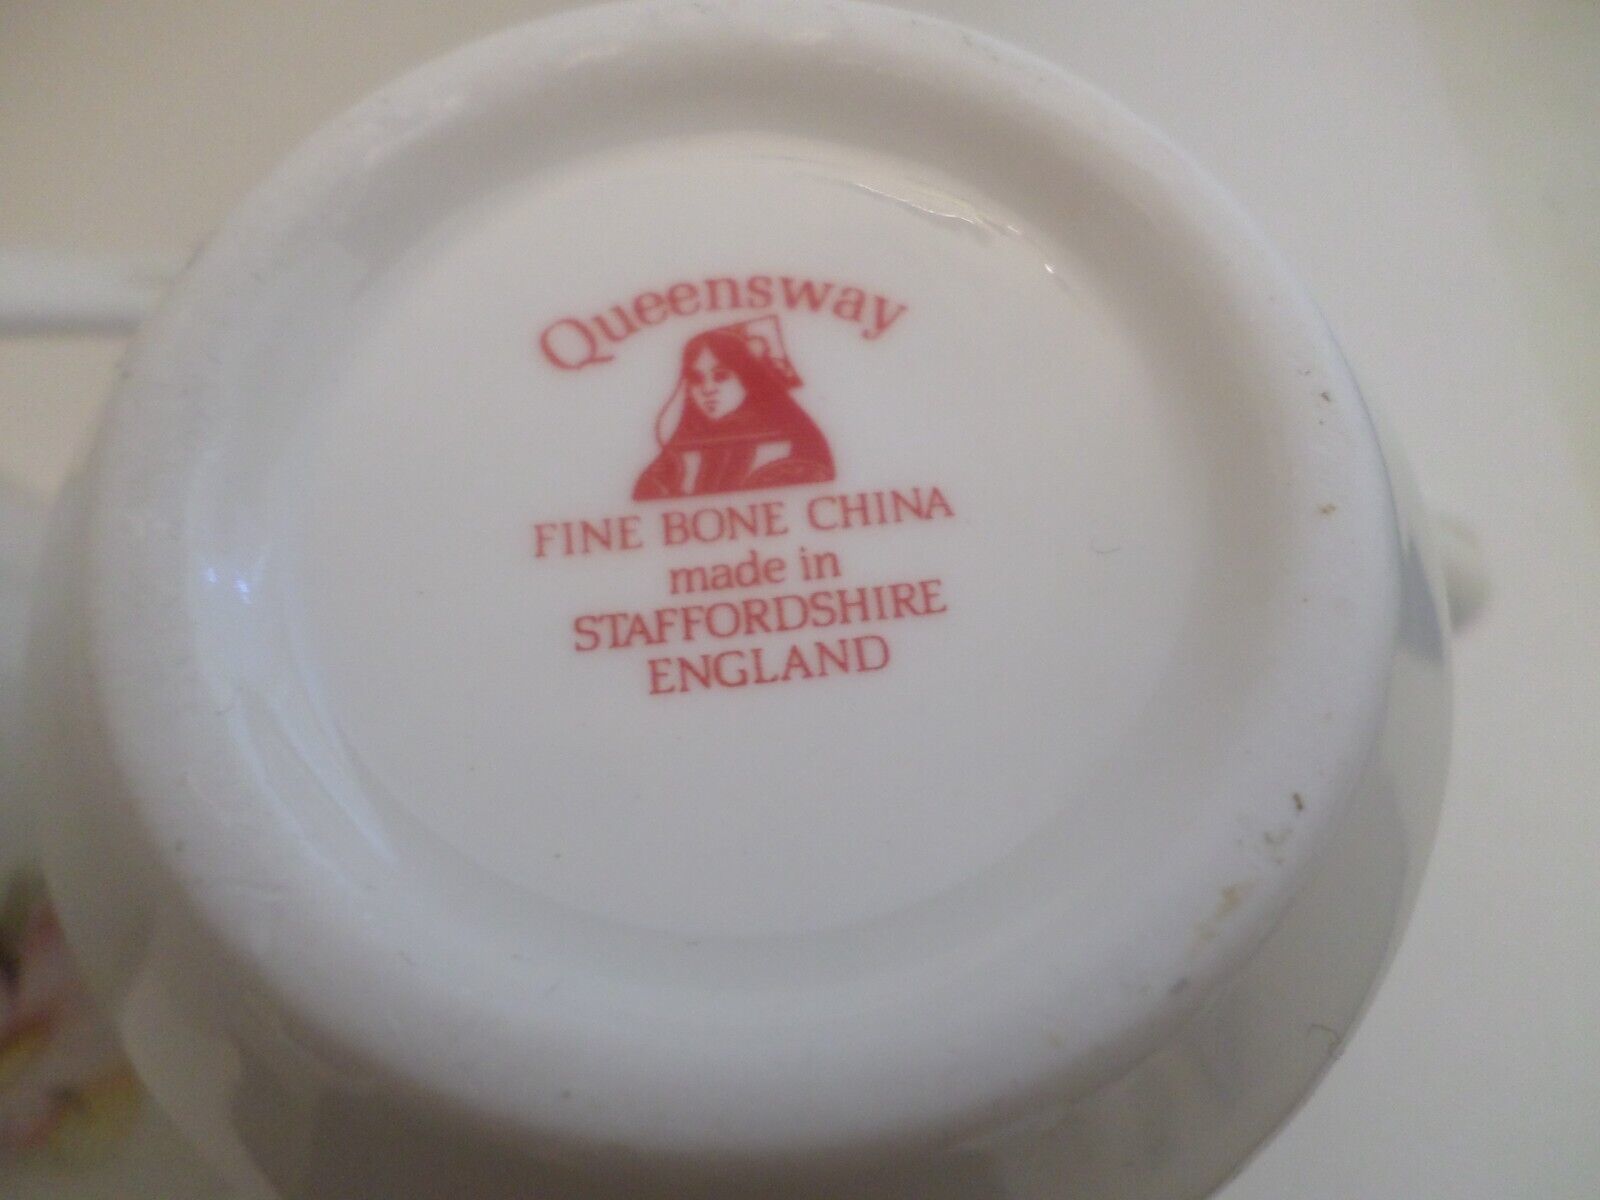 Queensway
FINE BONE CHINA
made in
STAFFORDSHIRE
ENGLAND